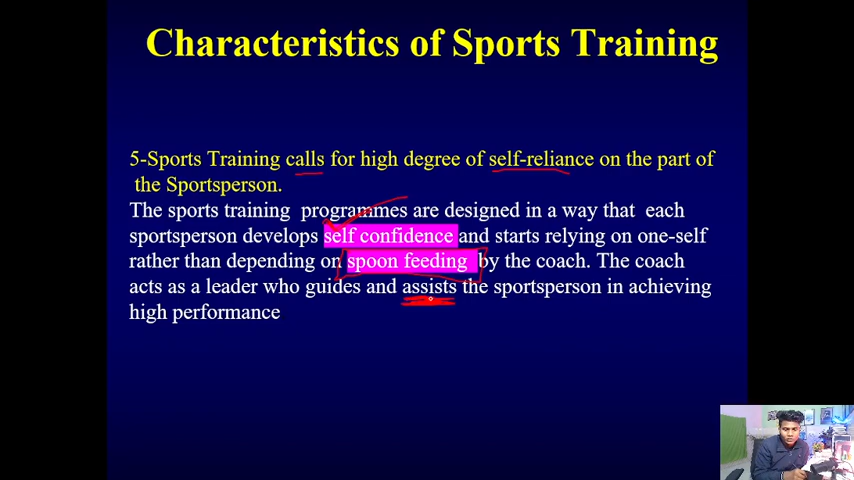 Characteristics of Sports Training
5-Sports Training calls for high degree of self-reliance on the part of
the Sportsperson.
The sports training programmes are designed in a way that each
sportsperson develops self confidence and starts relying on one-self
rather than depending on spoon feeding by the coach. The coach
acts as a leader who guides and assists the sportsperson in achieving
high performance